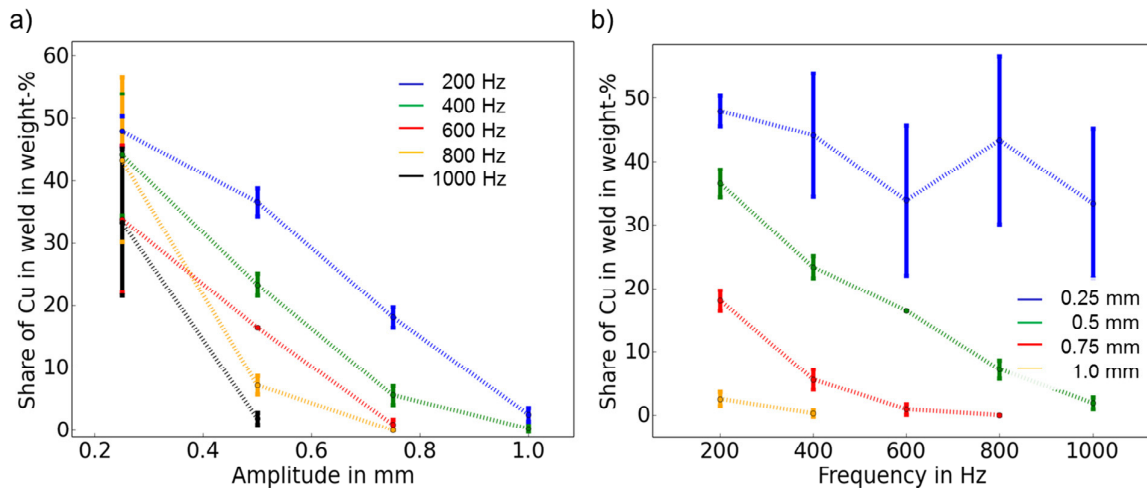 a)
Share of Cu in weld in weight-%
60
50
40
30
20
10
0
200 Hz
400 Hz
600 Hz
800 Hz
1000 Hz
0.2
0.4
0.6
0.8
1.0
Amplitude in mm
b)
Share of Cu in weld in weight-%
50
40
30
20
10
0
0.25 mm
0.5 mm
0.75 mm
1.0 mm
200
400
600
800
1000
Frequency in Hz